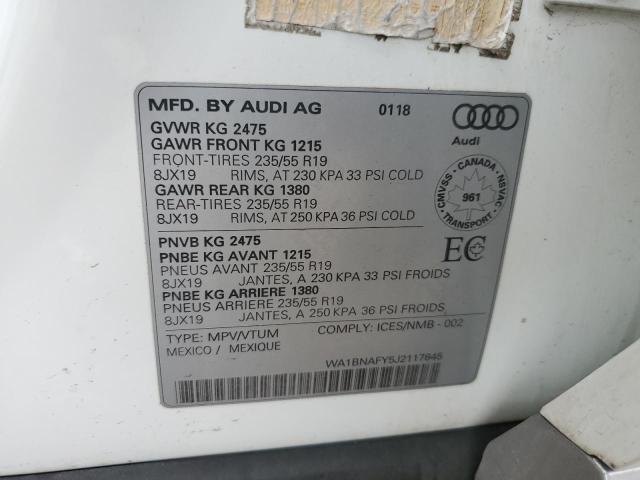 MFD. BY AUDI AG 0118
Audi
GVWR KG 2475
GAWR FRONT KG 1215
FRONT-TIRES 235/55 R19
8JX19 RIMS, AT 230 KPA 33 PSI COLD
GAWR REAR KG 1380
REAR-TIRES 235/55 R19
8JX19 RIMS, AT 250 KPA 36 PSI COLD
CMVSS - CANADA - NSVAC
961
TRANSPORT
PNVB KG 2475
PNBE KG AVANT 1215
PNEUS AVANT 235/55 R19
8JX19 JANTES, A 230 KPA 33 PSI FROIDS
PNBE KG ARRIERE 1380
PNEUS ARRIERE 235/55 R19
8JX19 JANTES, A 250 KPA 36 PSI FROIDS
EC
TYPE: MPV/VTUM COMPLY: ICES/NMB - 002
MEXICO / MEXIQUE
WA1BNAFY5J2117645